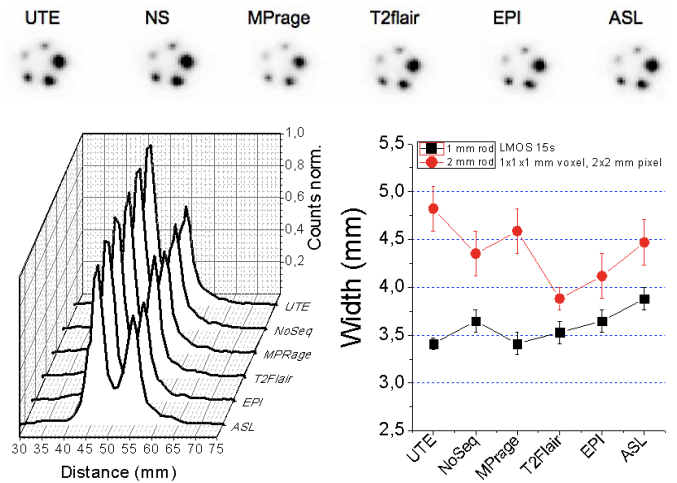 UTE NS MPrage T2flair EPI ASL
1,0
0,8
0,6
0,4
0,2
Counts norm.
UTE
NoSeq
MPRage
T2Flair
EPI
ASL
30 35 40 45 50 55 60 65 70 75
Distance (mm)
5,5
5,0
4,5
4,0
3,5
3,0
2,5
Width (mm)
1 mm rod LMOS 15s
2 mm rod 1x1x1 mm voxel, 2x2 mm pixel
UTE
NoSeq
MPrage
T2Flair
EPI
ASL